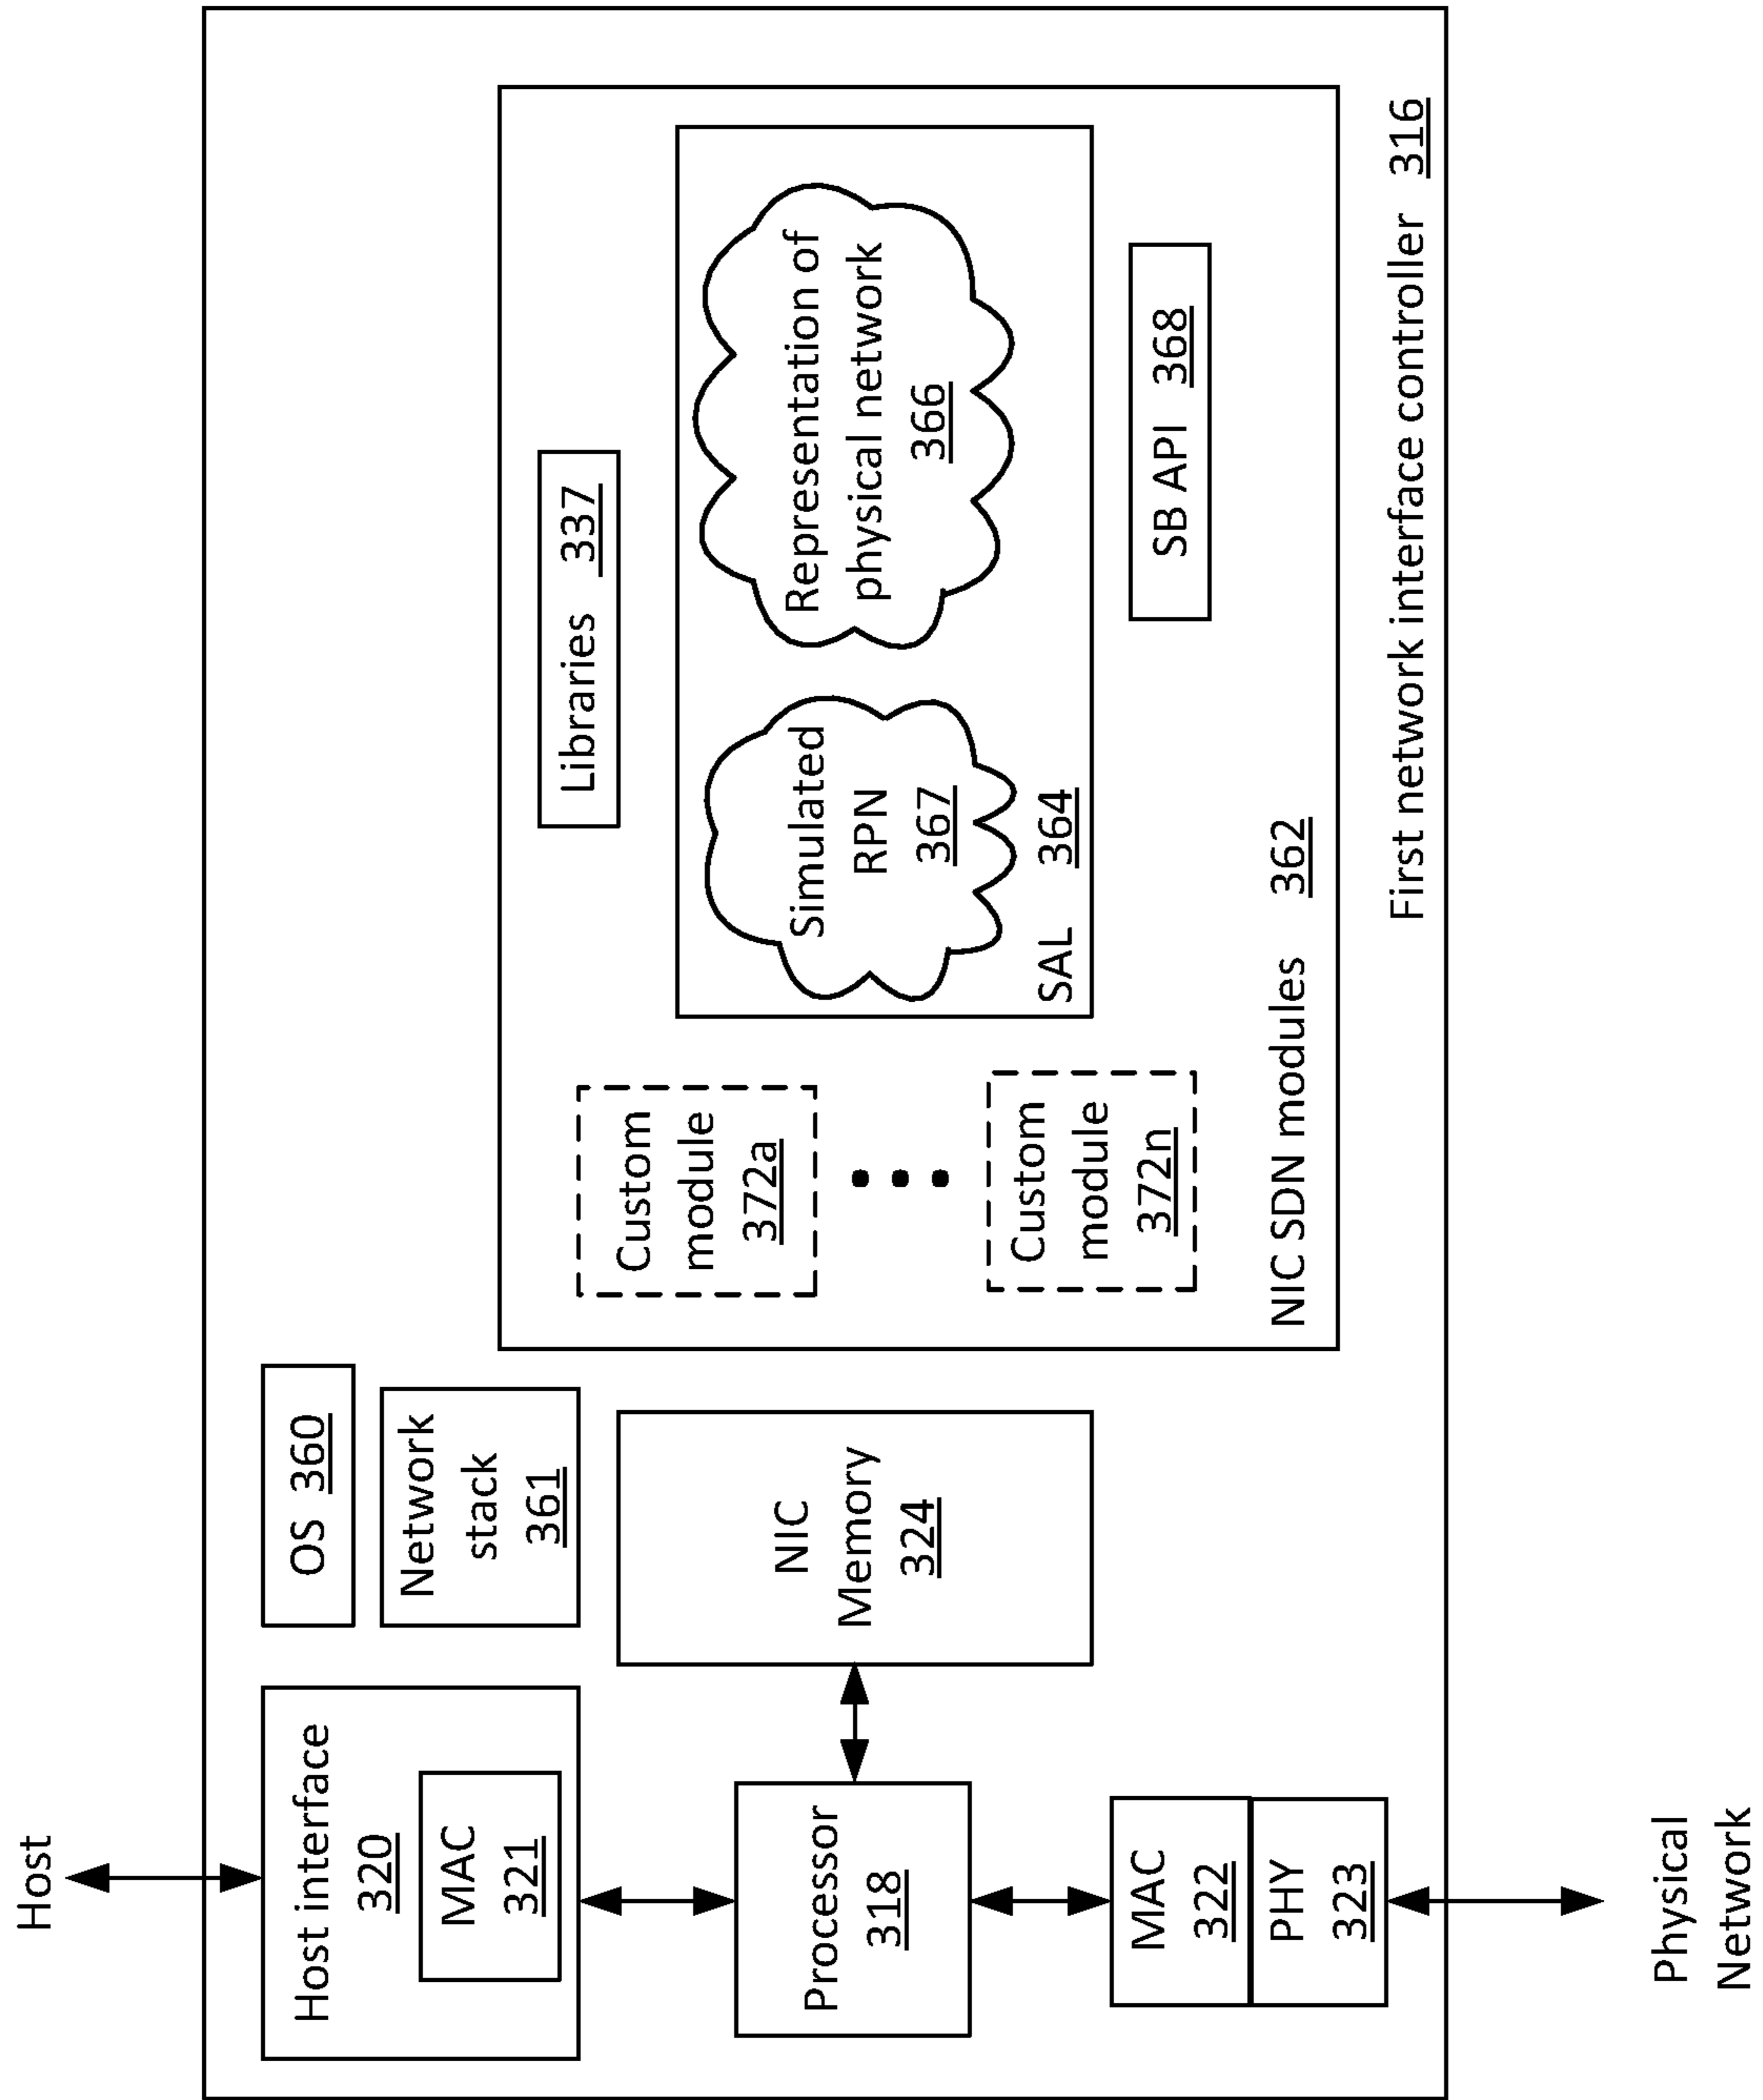 Host
Host interface
320
MAC
321
Processor
318
MAC
322
PHY
323
Physical
Network
OS 360
Network
stack
361
NIC
Memory
324
Custom
module
372a
Custom
module
372n
Libraries 337
Simulated
RPN
367
Representation of
physical network
366
SAL 364
SB API 368
NIC SDN modules 362
First network interface controller 316